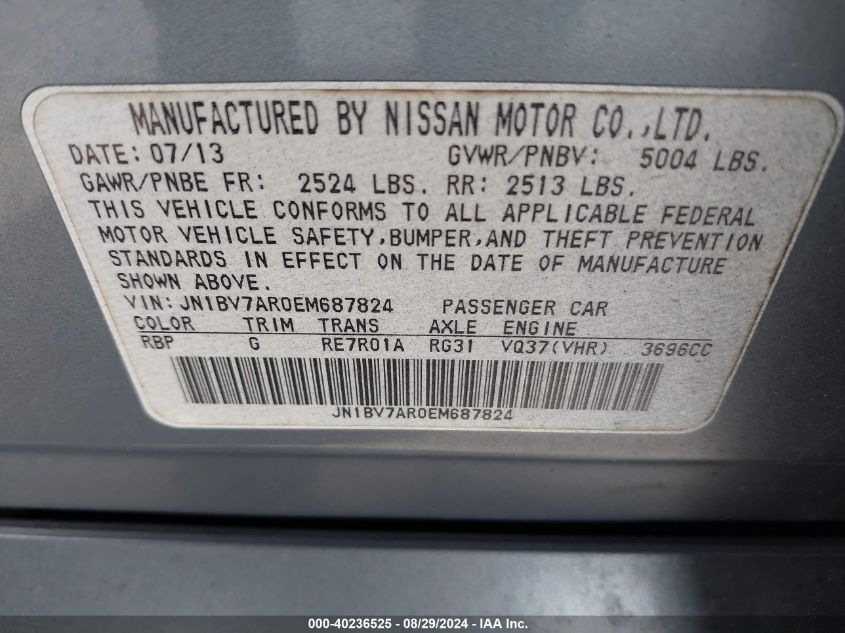 MANUFACTURED BY NISSAN MOTOR CO.,LTD.
DATE: 07/13 GVWR/PNBV: 5004 LBS.
GAWR/PNBE FR: 2524 LBS. RR: 2513 LBS.
THIS VEHICLE CONFORMS TO ALL APPLICABLE FEDERAL
MOTOR VEHICLE SAFETY,BUMPER,AND THEFT PREVENTION
STANDARDS IN EFFECT ON THE DATE OF MANUFACTURE
SHOWN ABOVE.
VIN: JN1BV7AR0EM687824 PASSENGER CAR
COLOR TRIM TRANS AXLE ENGINE
RBP G RE7R01A RG31 VQ37(VHR) 3696CC
JN1BV7AR0EM687824
000-40236525 - 08/29/2024 - IAA Inc.